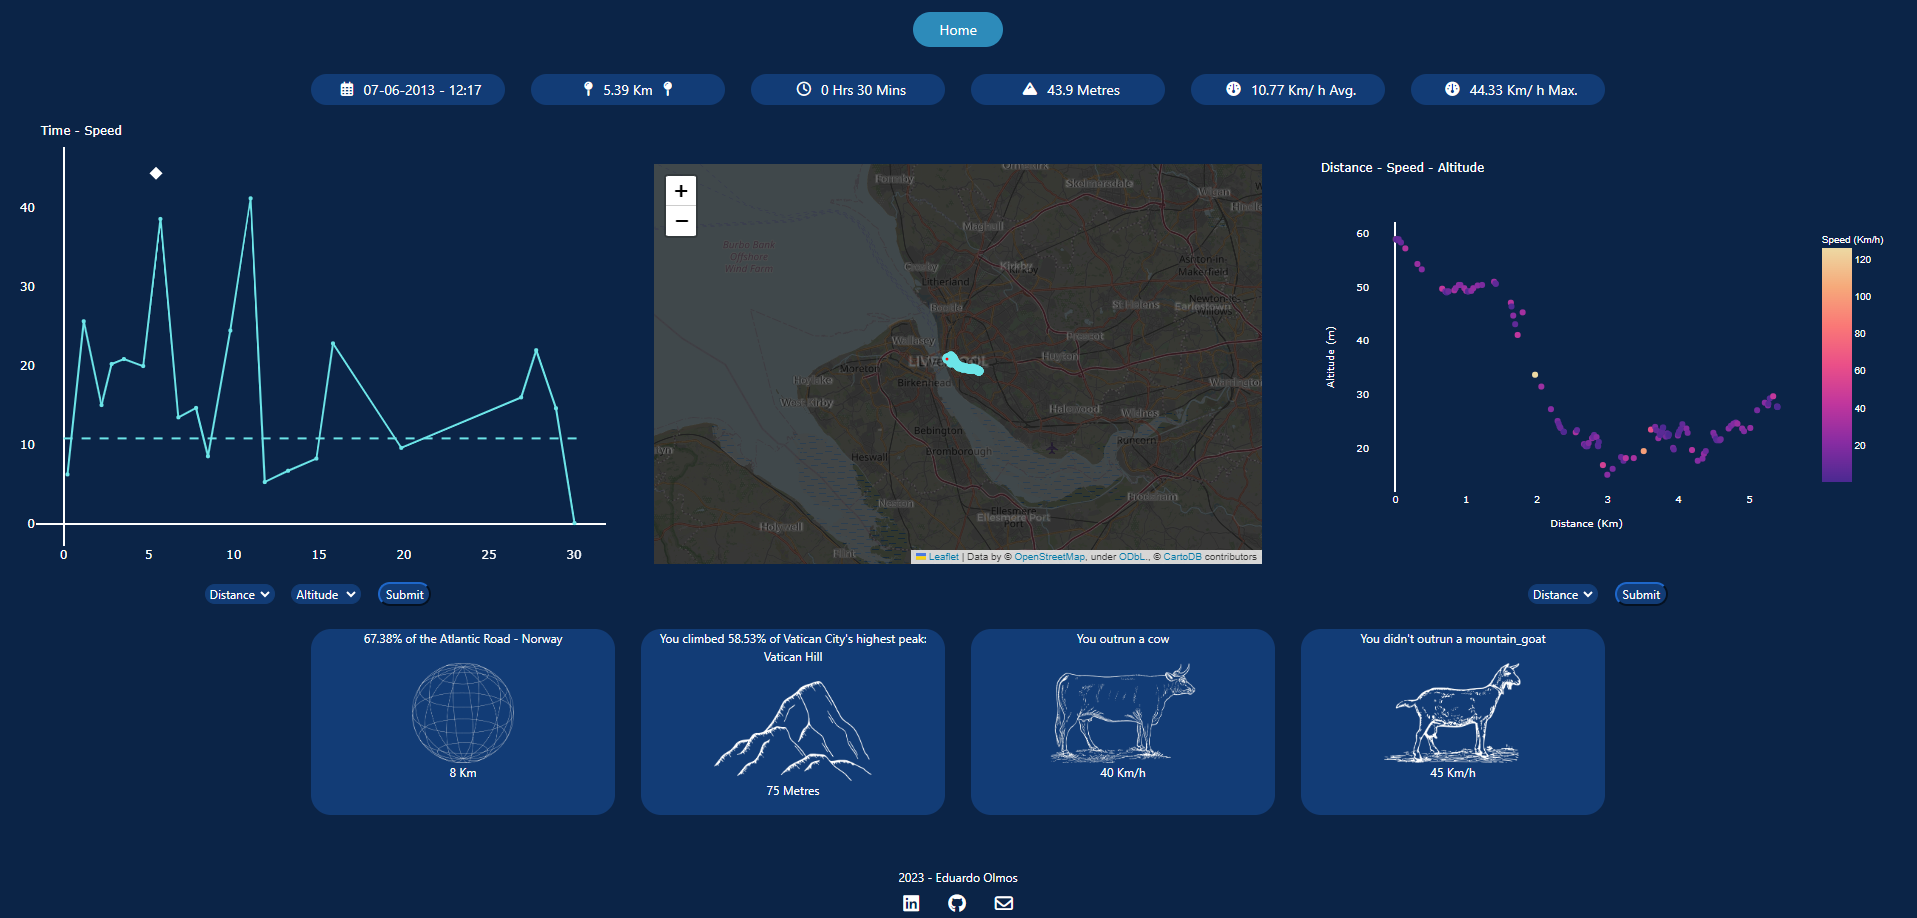 Home
07-06-2013 - 12:17
5.39 Km
0 Hrs 30 Mins
43.9 Metres
10.77 Km/ h Avg.
44.33 Km/ h Max.
Time - Speed
40
30
20
10
0
0 5 10 15 20 25 30
Distance
Altitude
Submit
+
−
Formby
Skelmersdale
Wigan
Maghull
Burbo Bank
Offshore
Wind Farm
Crosby
Kirkby
Ashton-in-
Makerfield
Litherland
Bootle
St Helens
Newton-le-
Willows
Earlestown
Wallasey
Prescot
LIVERPOOL
Huyton
Moreton
Birkenhead
Hoylake
West Kirby
Warrington
Halewood
Widnes
Bebington
Runcorn
Heswall
Bromborough
Neston
Frodsham
Ellesmere
Port
Ellesmere Port
Holywell
Flint
Leaflet | Data by © OpenStreetMap, under ODbL., © CartoDB contributors
Distance - Speed - Altitude
Altitude (m)
60
50
40
30
20
0 1 2 3 4 5
Distance (Km)
Speed (Km/h)
120
100
80
60
40
20
Distance
Submit
67.38% of the Atlantic Road - Norway
8 Km
You climbed 58.53% of Vatican City's highest peak:
Vatican Hill
75 Metres
You outrun a cow
40 Km/h
You didn't outrun a mountain_goat
45 Km/h
2023 - Eduardo Olmos
in